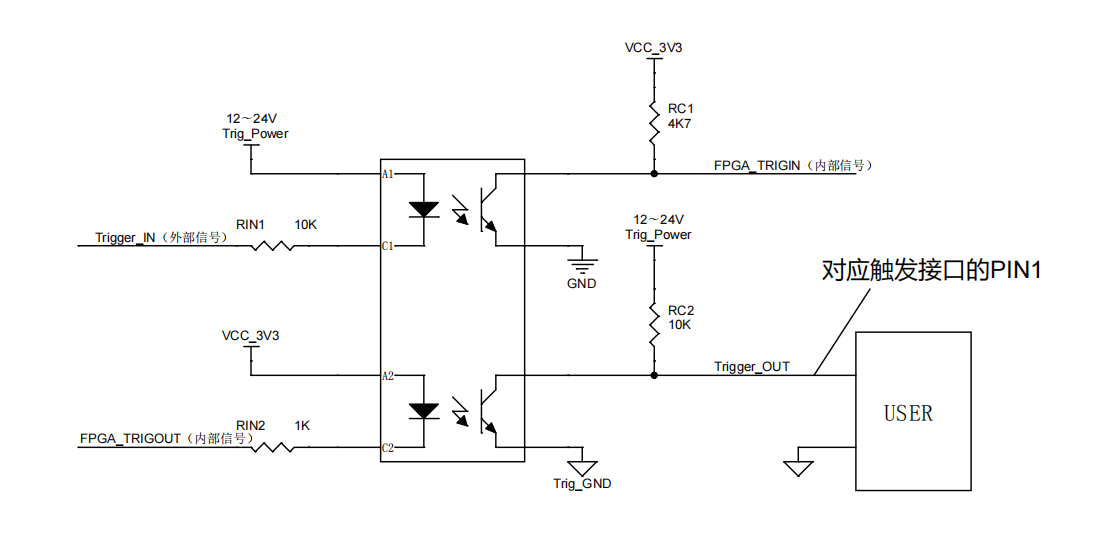 VCC_3V3
RC1
4K7
12~24V
Trig_Power
FPGA_TRIGIN（内部信号）
A1
RIN1 10K
Trigger_IN（外部信号）
C1
12~24V
Trig_Power
GND
对应触发接口的PIN1
RC2
10K
VCC_3V3
Trigger_OUT
A2
USER
RIN2 1K
FPGA_TRIGOUT（内部信号）
C2
Trig_GND